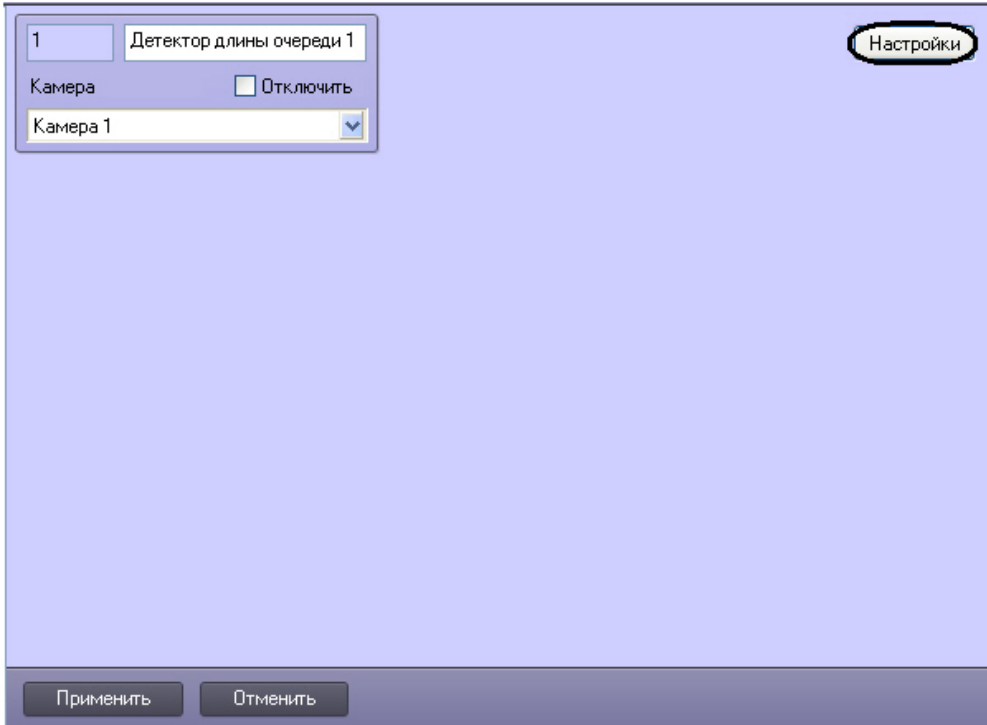 1
Детектор длины очереди 1
Настройки
Камера
Отключить
Камера 1
Применить
Отменить